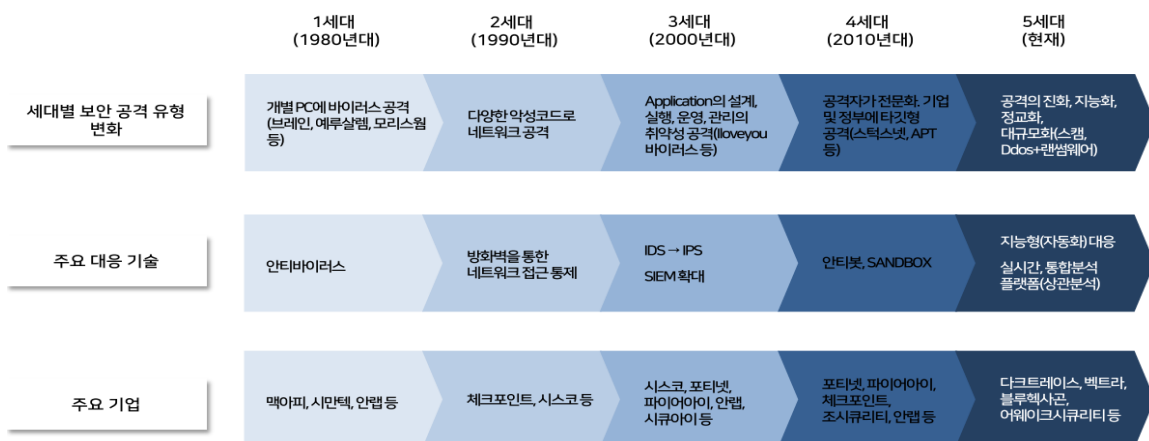 1세대
(1980년대)
2세대
(1990년대)
3세대
(2000년대)
4세대
(2010년대)
5세대
(현재)
세대별 보안 공격 유형
변화
개별 PC에 바이러스 공격
(브레인, 예루살렘, 모리스웜
등)
다양한 악성코드로
네트워크 공격
Application의 설계,
실행, 운영, 관리의
취약성 공격(Iloveyou
바이러스 등)
공격자가 전문화. 기업
및 정부에 타깃형
공격(스턱스넷, APT
등)
공격의 진화, 지능화,
정교화,
대규모화(스캠,
Ddos+랜썸웨어)
주요 대응 기술
안티바이러스
방화벽을 통한
네트워크 접근 통제
IDS → IPS
SIEM 확대
안티봇, SANDBOX
지능형(자동화) 대응
실시간, 통합분석
플랫폼(상관분석)
주요 기업
맥아피, 시만텍, 안랩 등
체크포인트, 시스코 등
시스코, 포티넷,
파이어아이, 안랩,
시큐아이 등
포티넷, 파이어아이,
체크포인트,
조시큐리티, 안랩 등
다크트레이스, 벡트라,
블루헥사곤,
어웨이크시큐리티 등